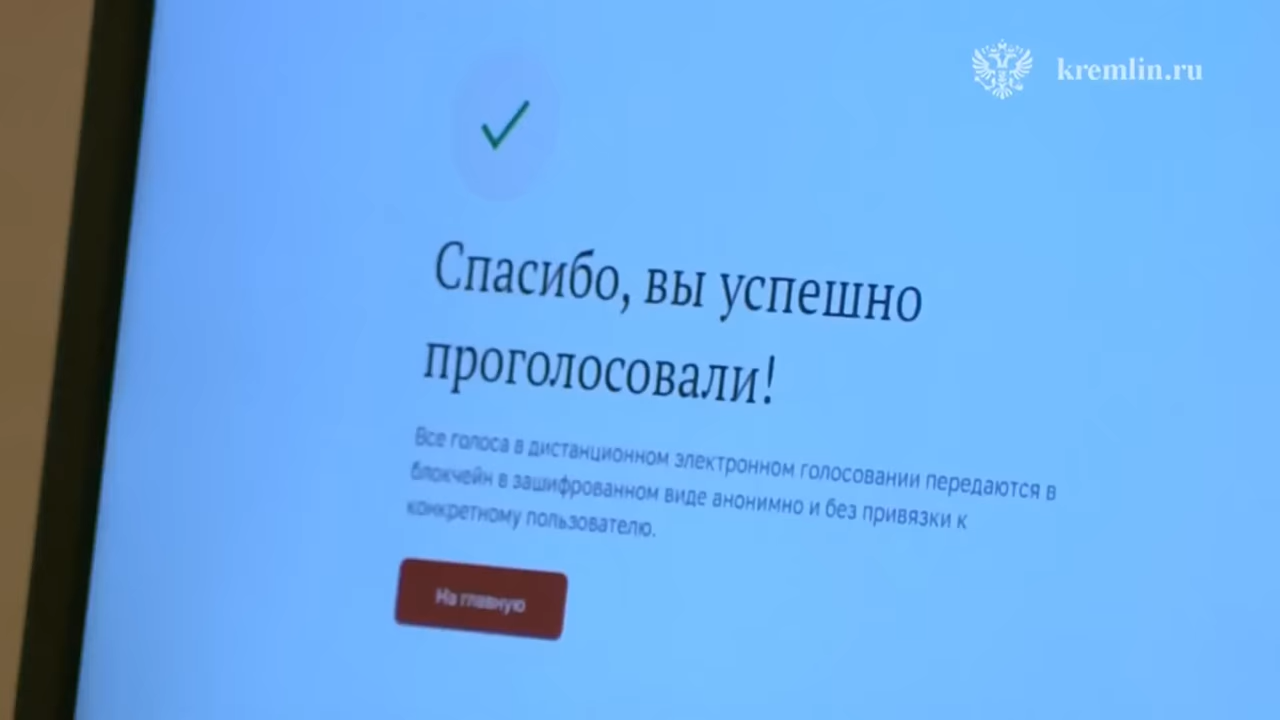 kremlin.ru
Спасибо, вы успешно
проголосовали!
Все голоса в дистанционном электронном голосовании передаются в
блокчейн в зашифрованном виде анонимно и без привязки к
конкретному пользователю.
На главную